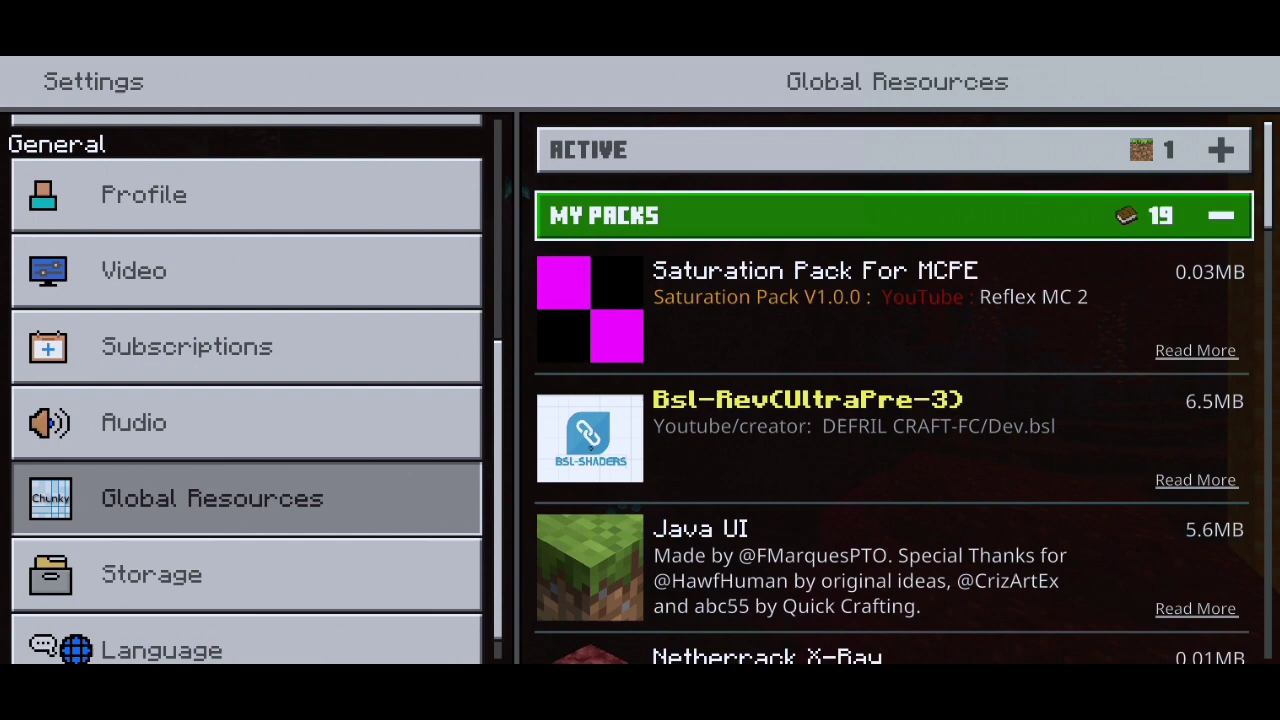 Settings
Global Resources
General
Profile
Video
Subscriptions
Audio
Chunky
Global Resources
Storage
Language
ACTIVE
1
MY PACKS
19
Saturation Pack For MCPE
0.03MB
Saturation Pack V1.0.0 : YouTube : Reflex MC 2
Read More
Bsl-Rev(UltraPre-3)
6.5MB
Youtube/creator: DEFRIL CRAFT-FC/Dev.bsl
BSL-SHADERS
Read More
Java UI
5.6MB
Made by @FMarquesPTO. Special Thanks for
@HawfHuman by original ideas, @CrizArtEx
and abc55 by Quick Crafting.
Read More
Netherrack X-Ray
0.01MB